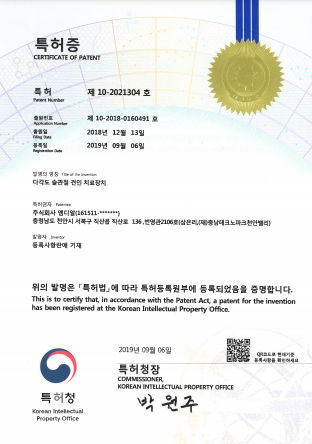 특허증
CERTIFICATE OF PATENT
특 허 제 10-2021304 호
Patent Number
출원번호 제 10-2018-0160491 호
Application Number
출원일 2018년 12월 13일
Filing Date
등록일 2019년 09월 06일
Registration Date
발명의 명칭 Title of the Invention
다각도 슬관절 견인 치료장치
특허권자 Patentee
주식회사 엠디알(161511-*******)
충청남도 천안시 서북구 직산읍 직산로 136 ,번영관2106호(삼은리,(재)충남테크노파크천안밸리)
발명자 Inventor
등록사항란에 기재
위의 발명은 「특허법」에 따라 특허등록원부에 등록되었음을 증명합니다.
This is to certify that, in accordance with the Patent Act, a patent for the invention
has been registered at the Korean Intellectual Property Office.
2019년 09월 06일
QR코드로 현재기준
등록사항을 확인하세요
특허청
Korean Intellectual
Property Office
특허청장
COMMISSIONER,
KOREAN INTELLECTUAL PROPERTY OFFICE
박원주